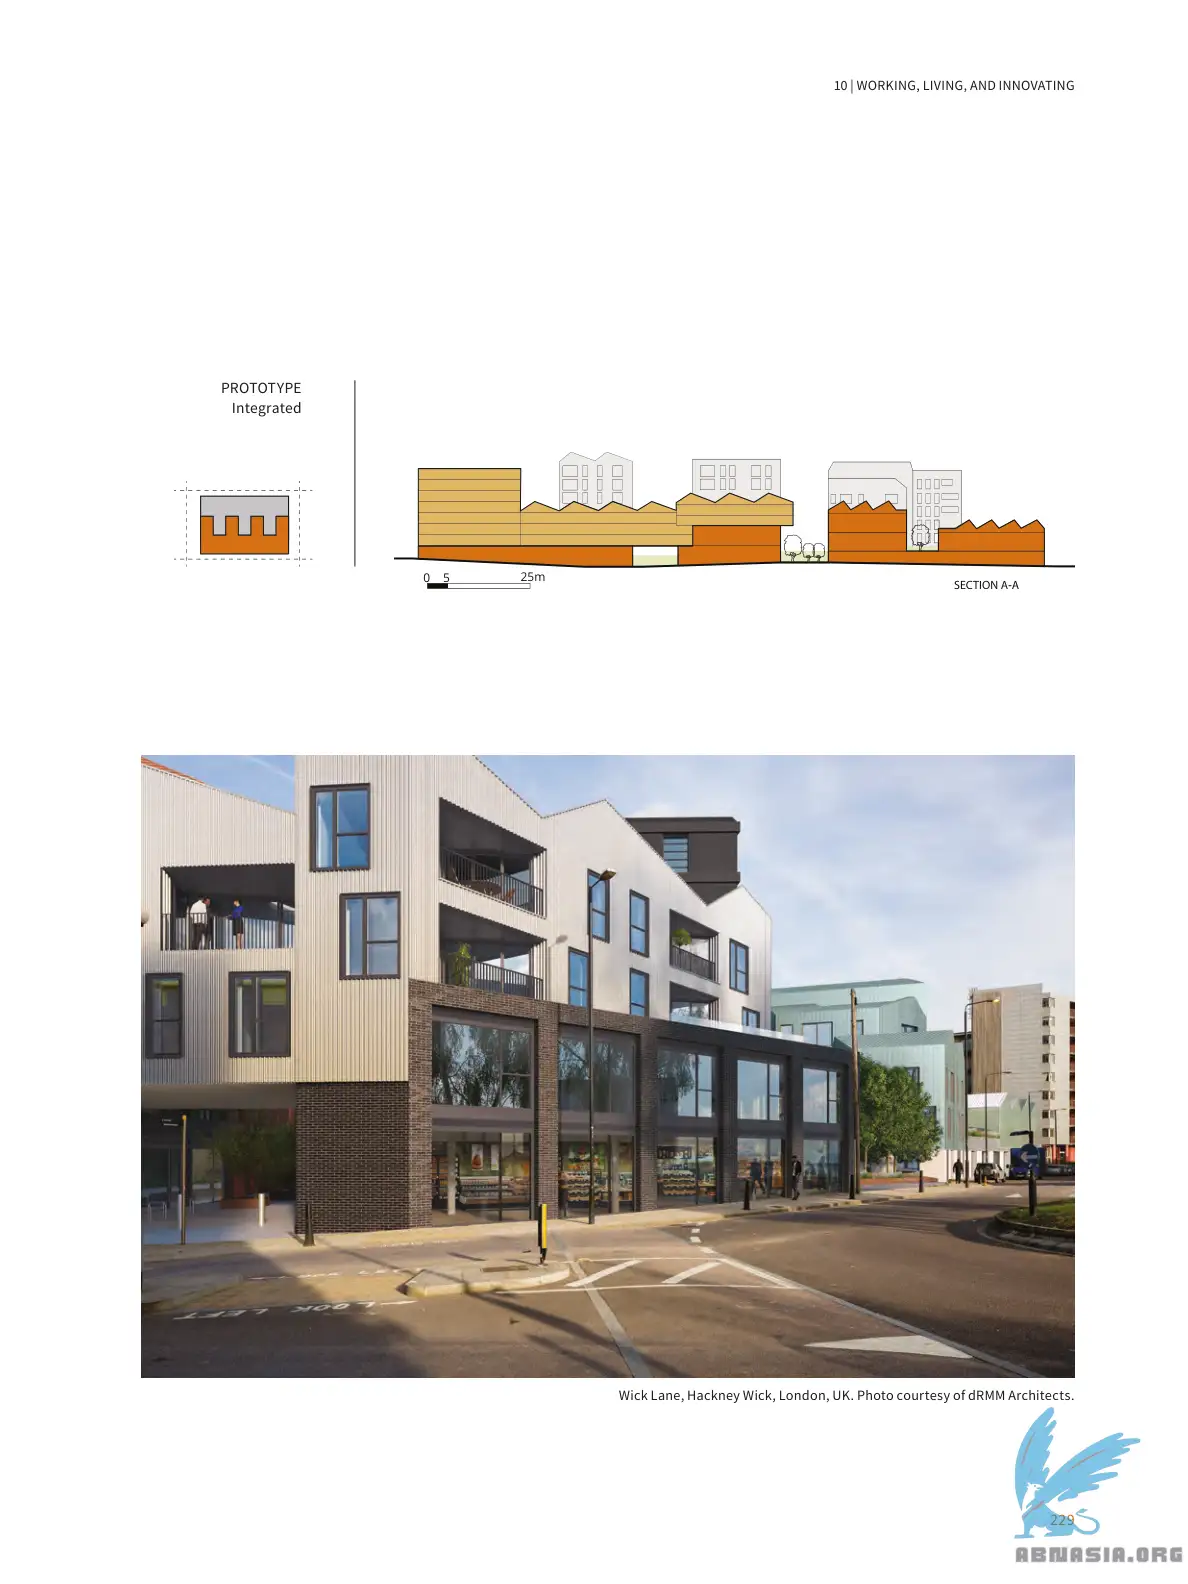 10 | WORKING, LIVING, AND INNOVATING
PROTOTYPE
Integrated
0 5 25m
SECTION A-A
LOOK LEFT
Wick Lane, Hackney Wick, London, UK. Photo courtesy of dRMM Architects.
229
ABNASIA.ORG